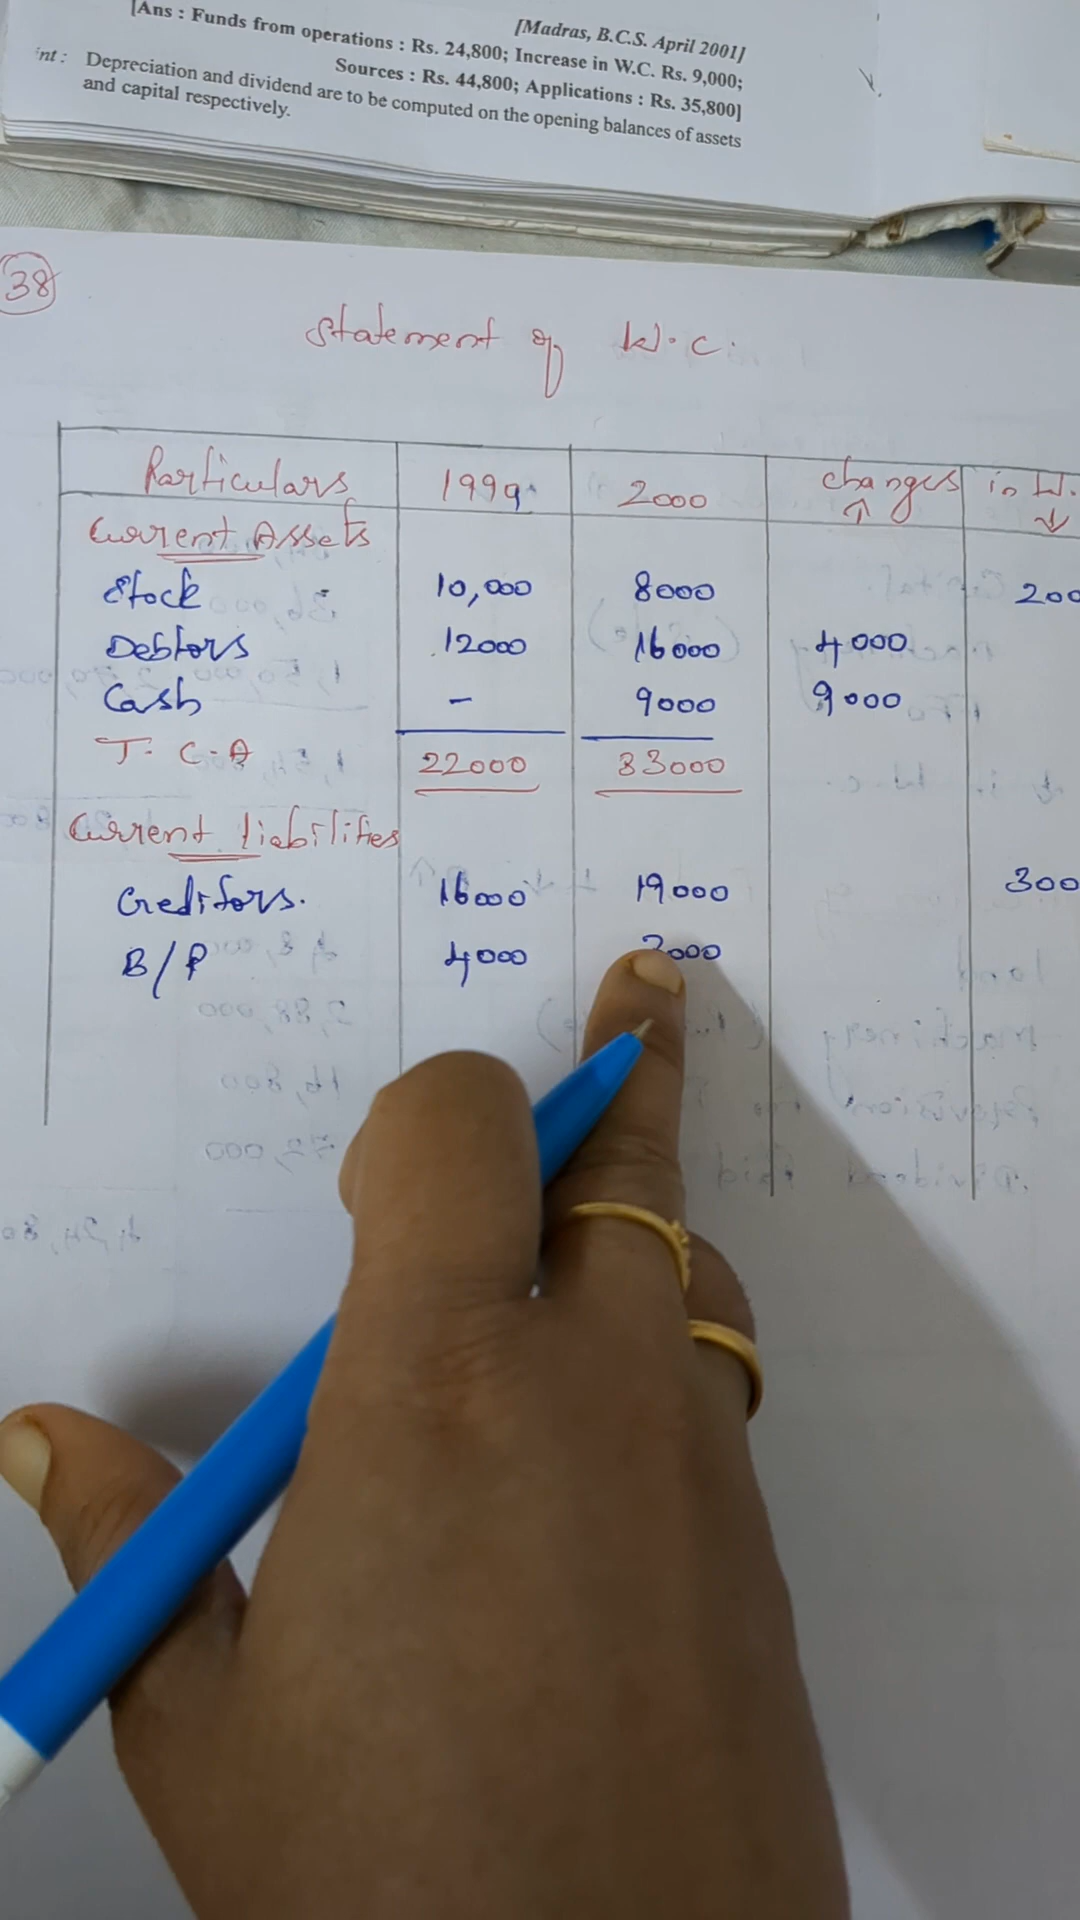 [Ans : Funds from operations : Rs. 24,800; Increase in W.C. Rs. 9,000;
[Madras, B.C.S. April 2001]
Sources : Rs. 44,800; Applications : Rs. 35,800]
int : Depreciation and dividend are to be computed on the opening balances of assets
and capital respectively.
38
Statement of W.C.
Particulars 1999 2000 changes in W.
↑ ↓
Current Assets
Stock 10,000 8000 200
Debtors 12000 16000 4000
Cash - 9000 9000
T. C. A 22000 33000
Current liabilities
Creditors. 16000 19000 300
B/P 4000